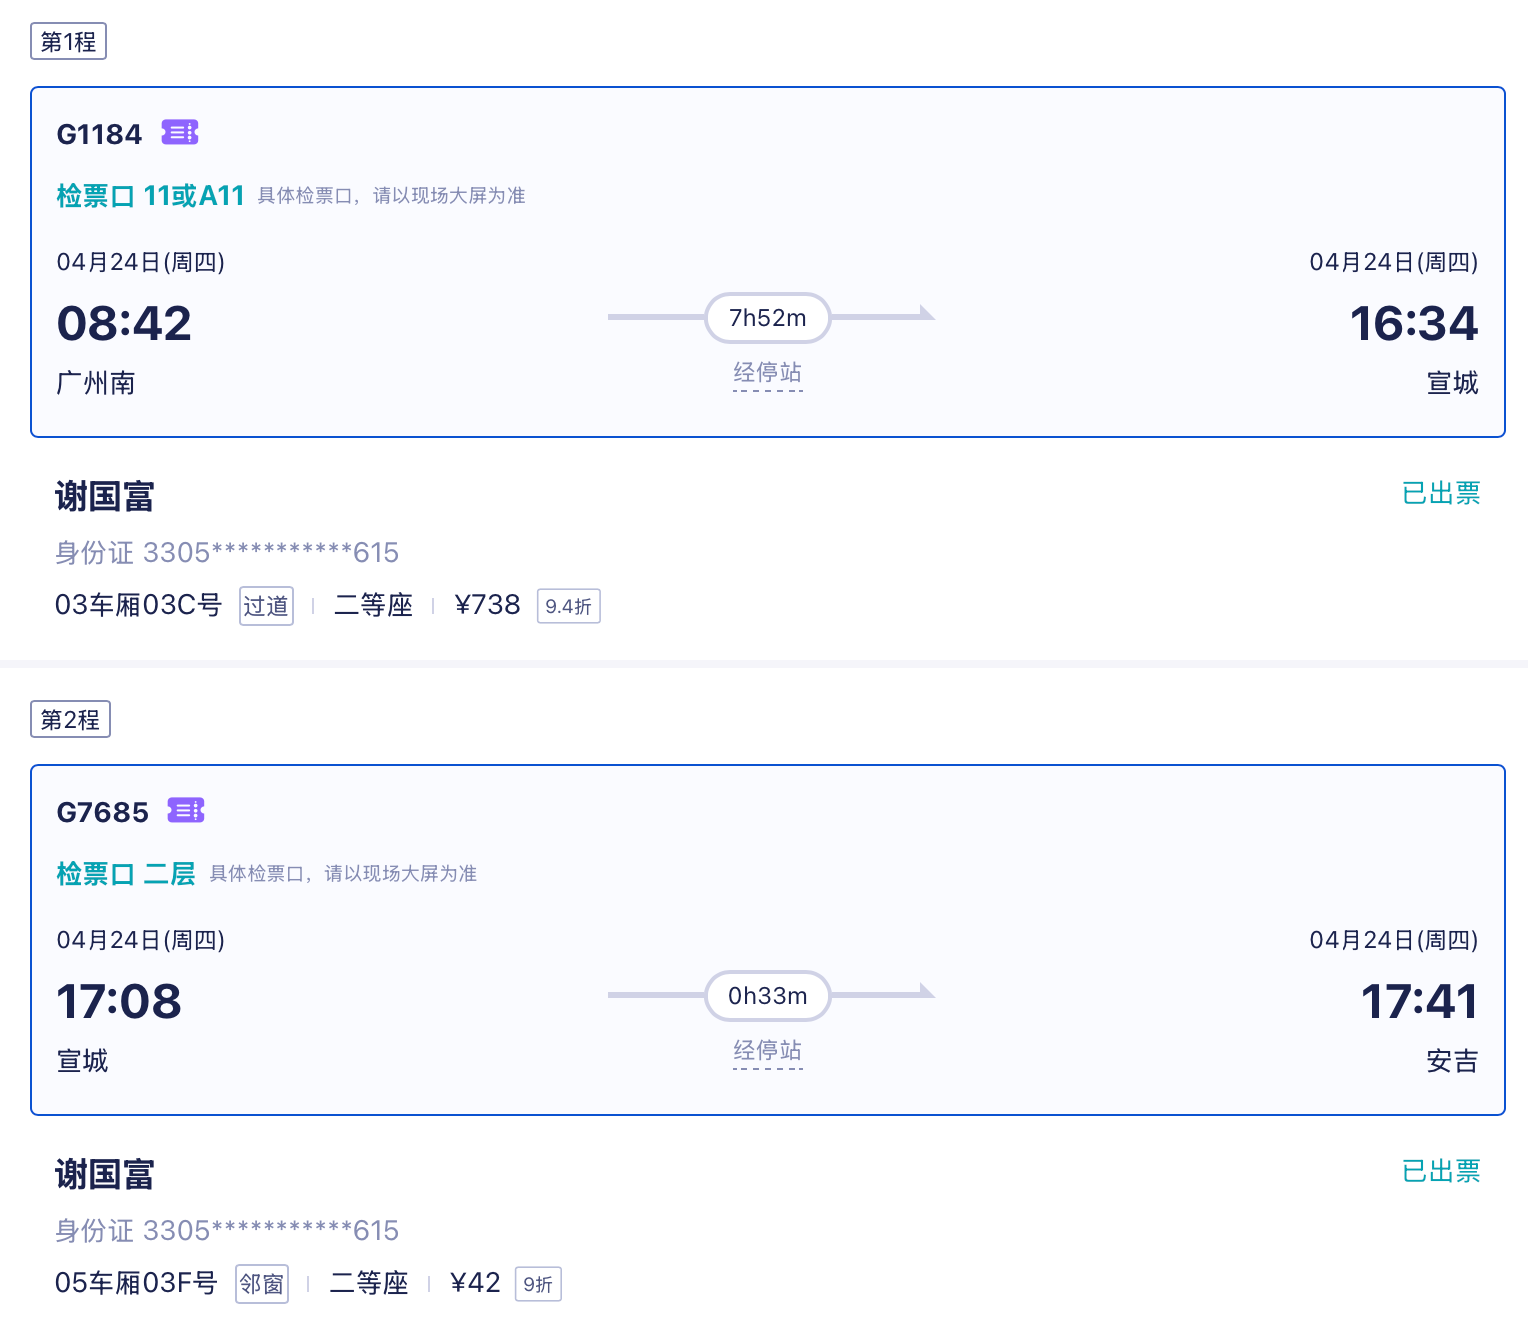 第1程
G1184
检票口 11或A11 具体检票口，请以现场大屏为准
04月24日(周四) 04月24日(周四)
08:42 7h52m 16:34
广州南 经停站 宣城
谢国富 已出票
身份证 3305***********615
03车厢03C号 过道 二等座 ¥738 9.4折
第2程
G7685
检票口 二层 具体检票口，请以现场大屏为准
04月24日(周四) 04月24日(周四)
17:08 0h33m 17:41
宣城 经停站 安吉
谢国富 已出票
身份证 3305***********615
05车厢03F号 邻窗 二等座 ¥42 9折